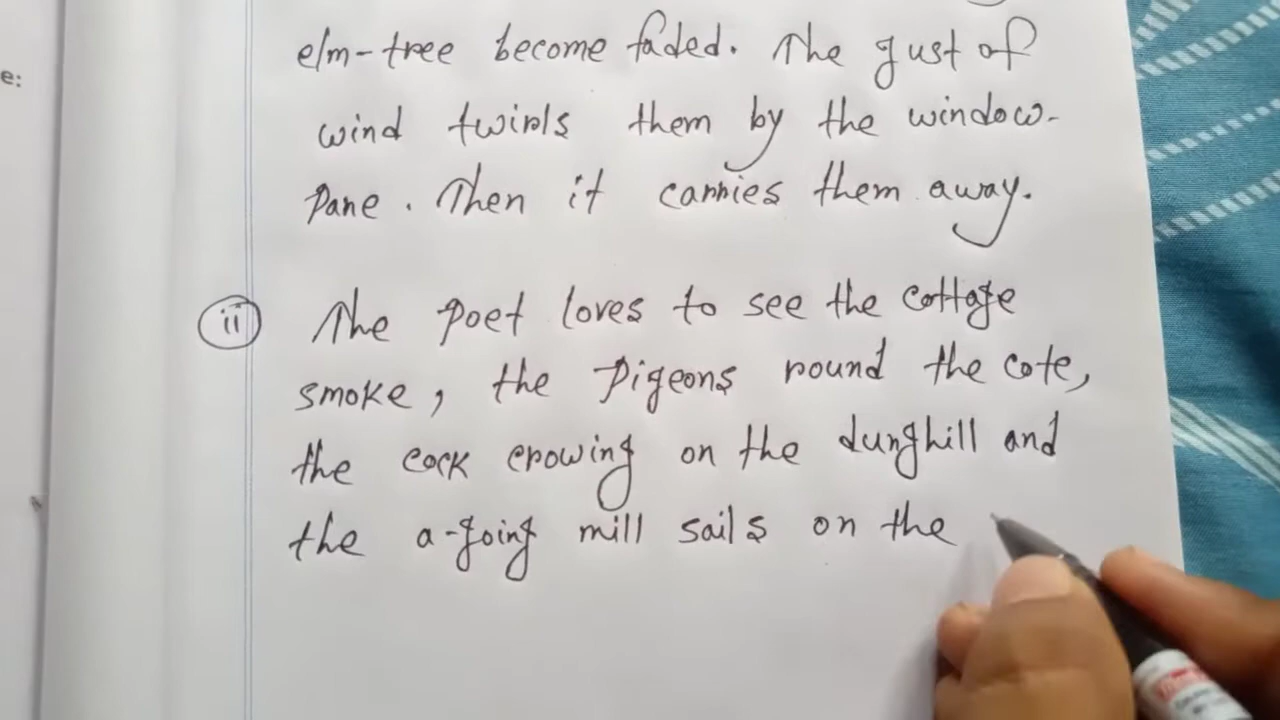 e:
elm-tree become faded. The gust of
wind twirls them by the window-
pane. Then it carries them away.
ii The poet loves to see the cottage
smoke, the pigeons round the cote,
the cock crowing on the dunghill and
the a-going mill sails on the